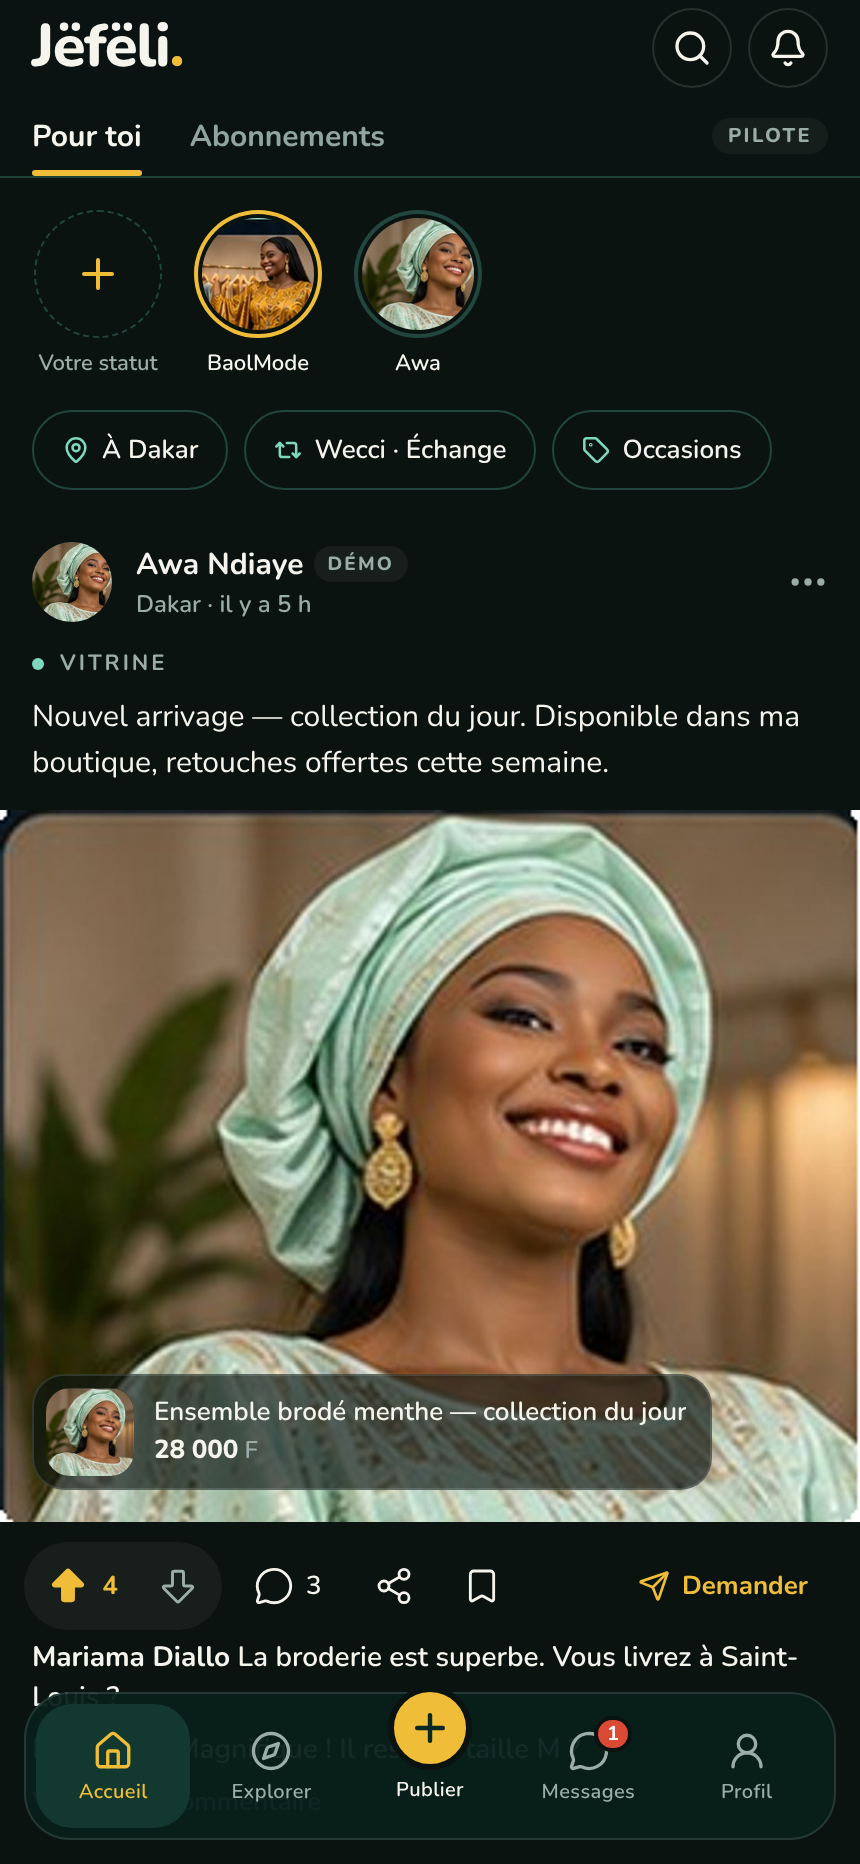 Jëfëli.
Pour toi
Abonnements
PILOTE
Votre statut
BaolMode
Awa
À Dakar
Wecci · Échange
Occasions
Awa Ndiaye DÉMO
Dakar · il y a 5 h
VITRINE
Nouvel arrivage — collection du jour. Disponible dans ma
boutique, retouches offertes cette semaine.
Ensemble brodé menthe — collection du jour
28 000 F
4
3
Demander
Mariama Diallo La broderie est superbe. Vous livrez à Saint-
Louis ?
taille M
Accueil
Explorer
Publier
1
Messages
Profil